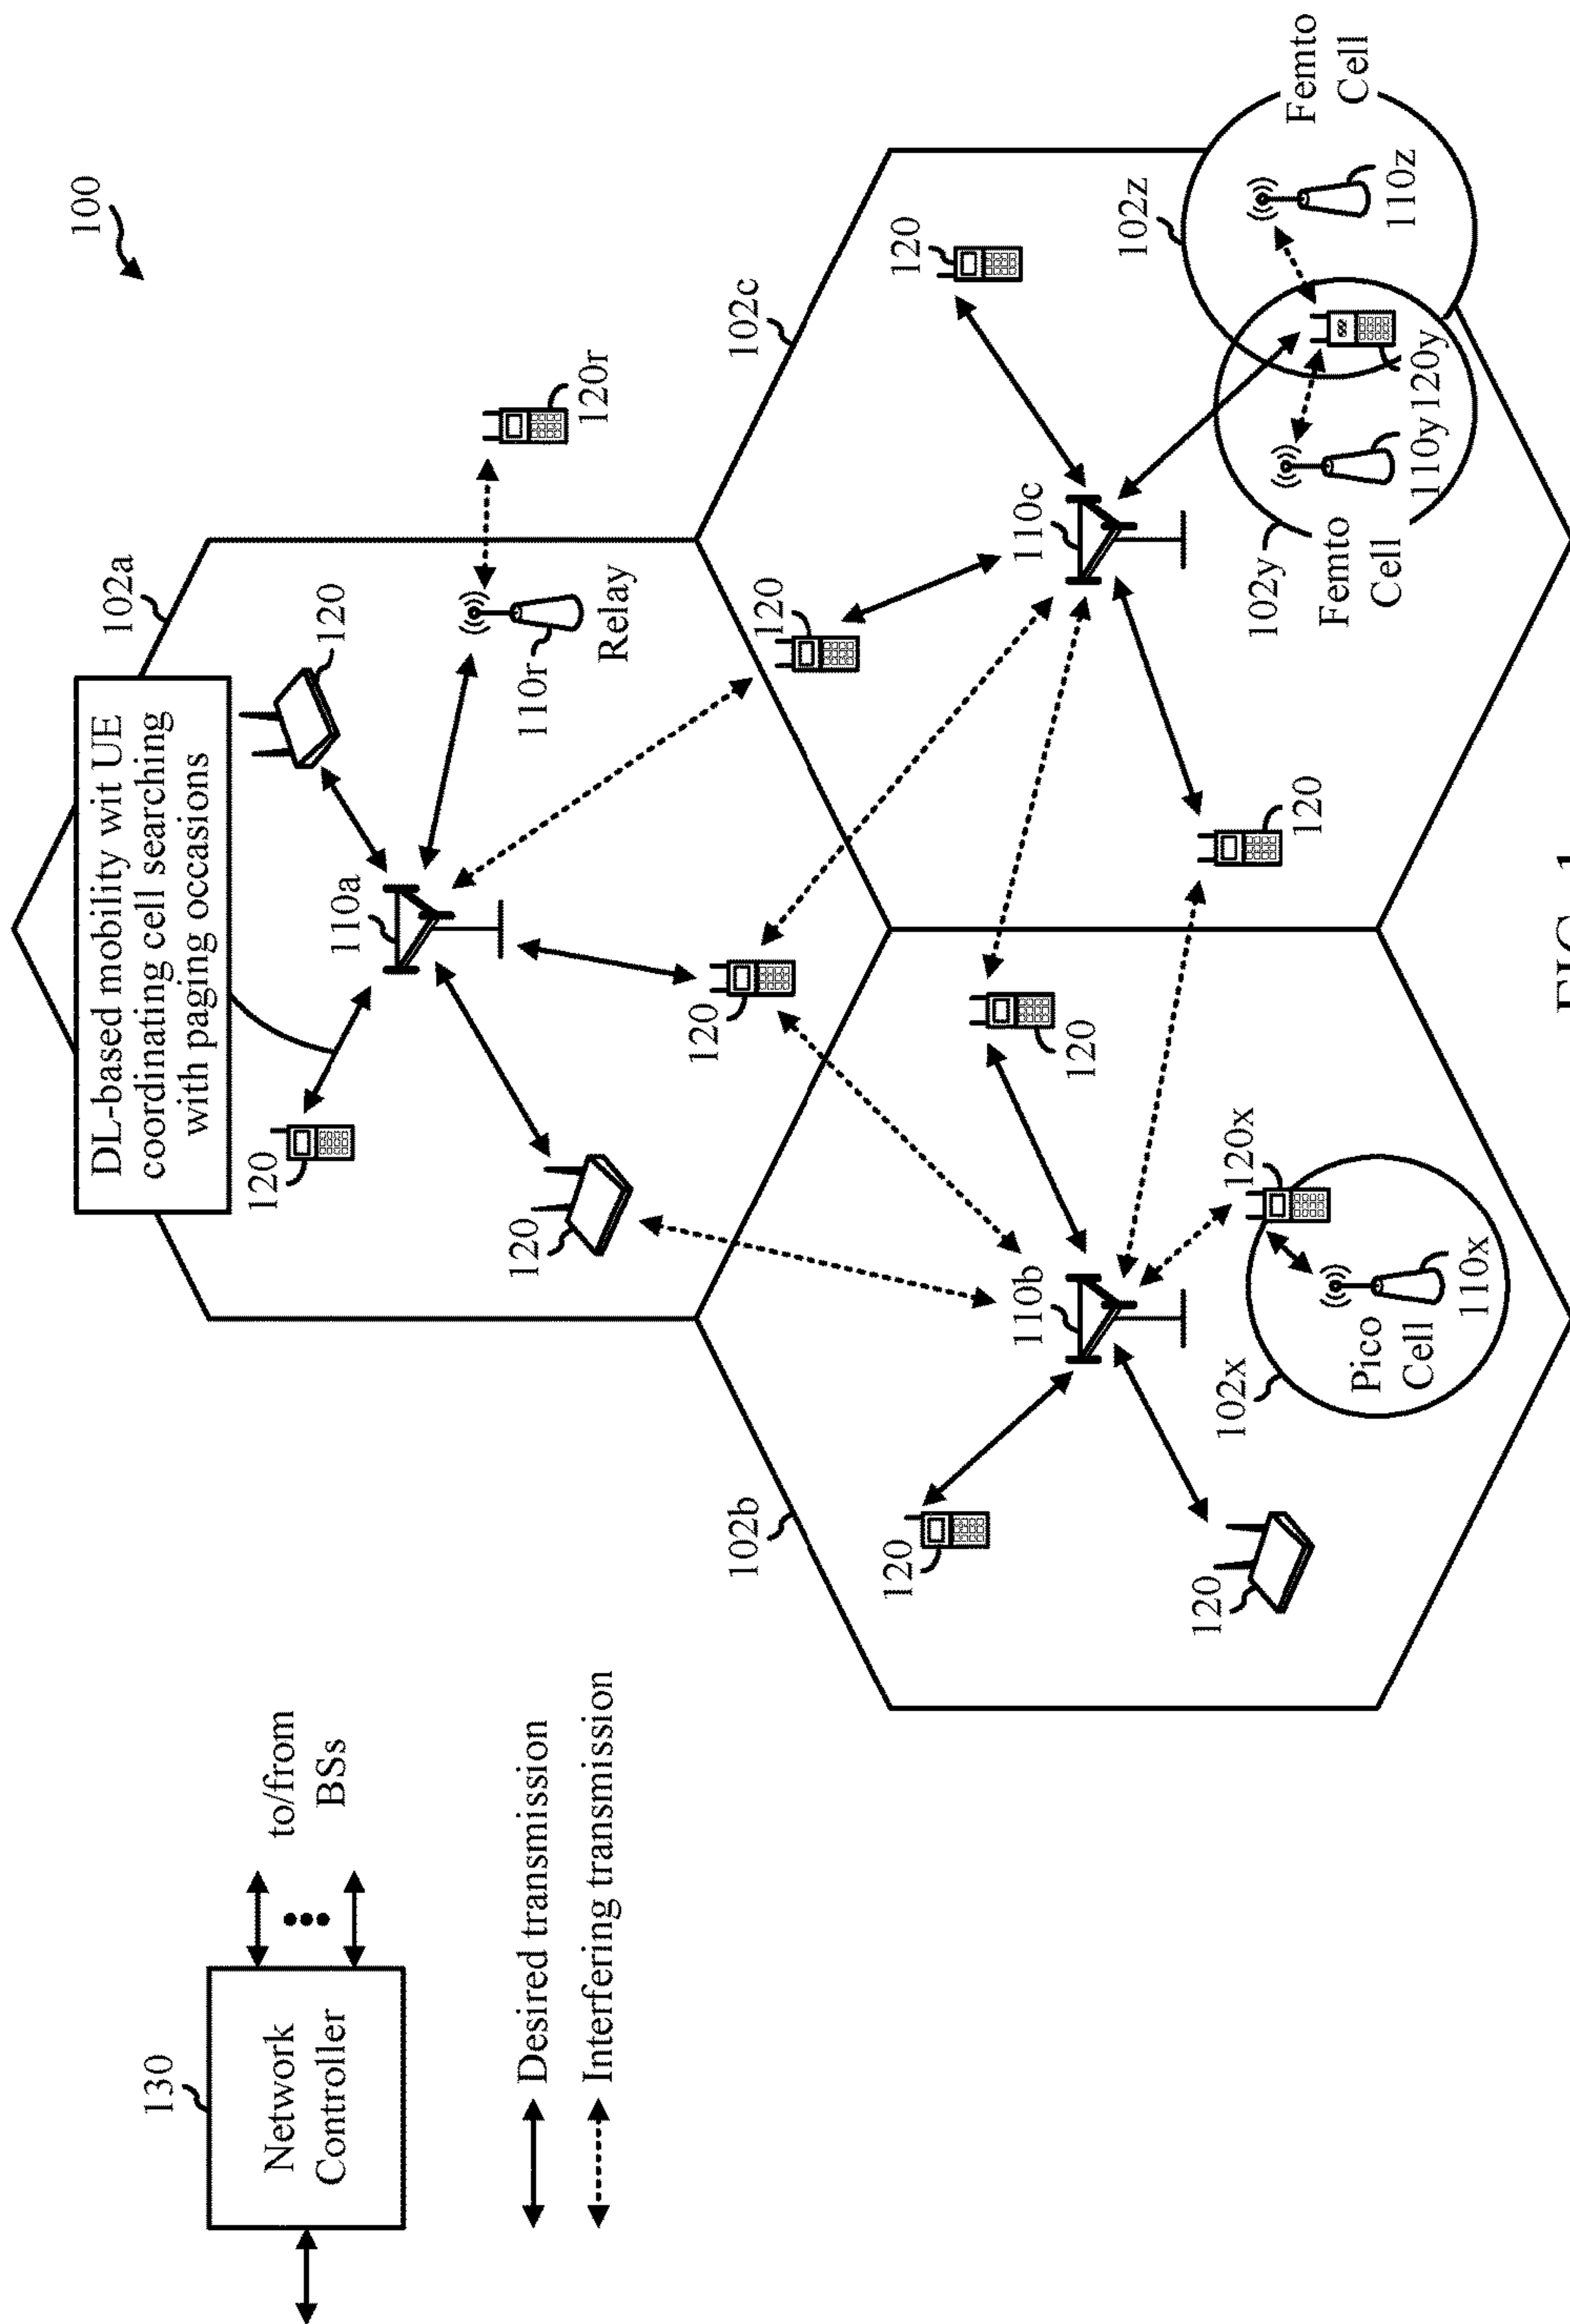 100
130
Network
Controller
to/from
BSs
Desired transmission
Interfering transmission
DL-based mobility wit UE
coordinating cell searching
with paging occasions
102a
120
120
110a
120
110r
Relay
120r
120
120
102b
110b
120
120
120
102x
Pico
Cell
110x
120x
102c
120
110c
120
120
102y
Femto
Cell
110y
120y
102z
110z
Femto
Cell
FIG. 1